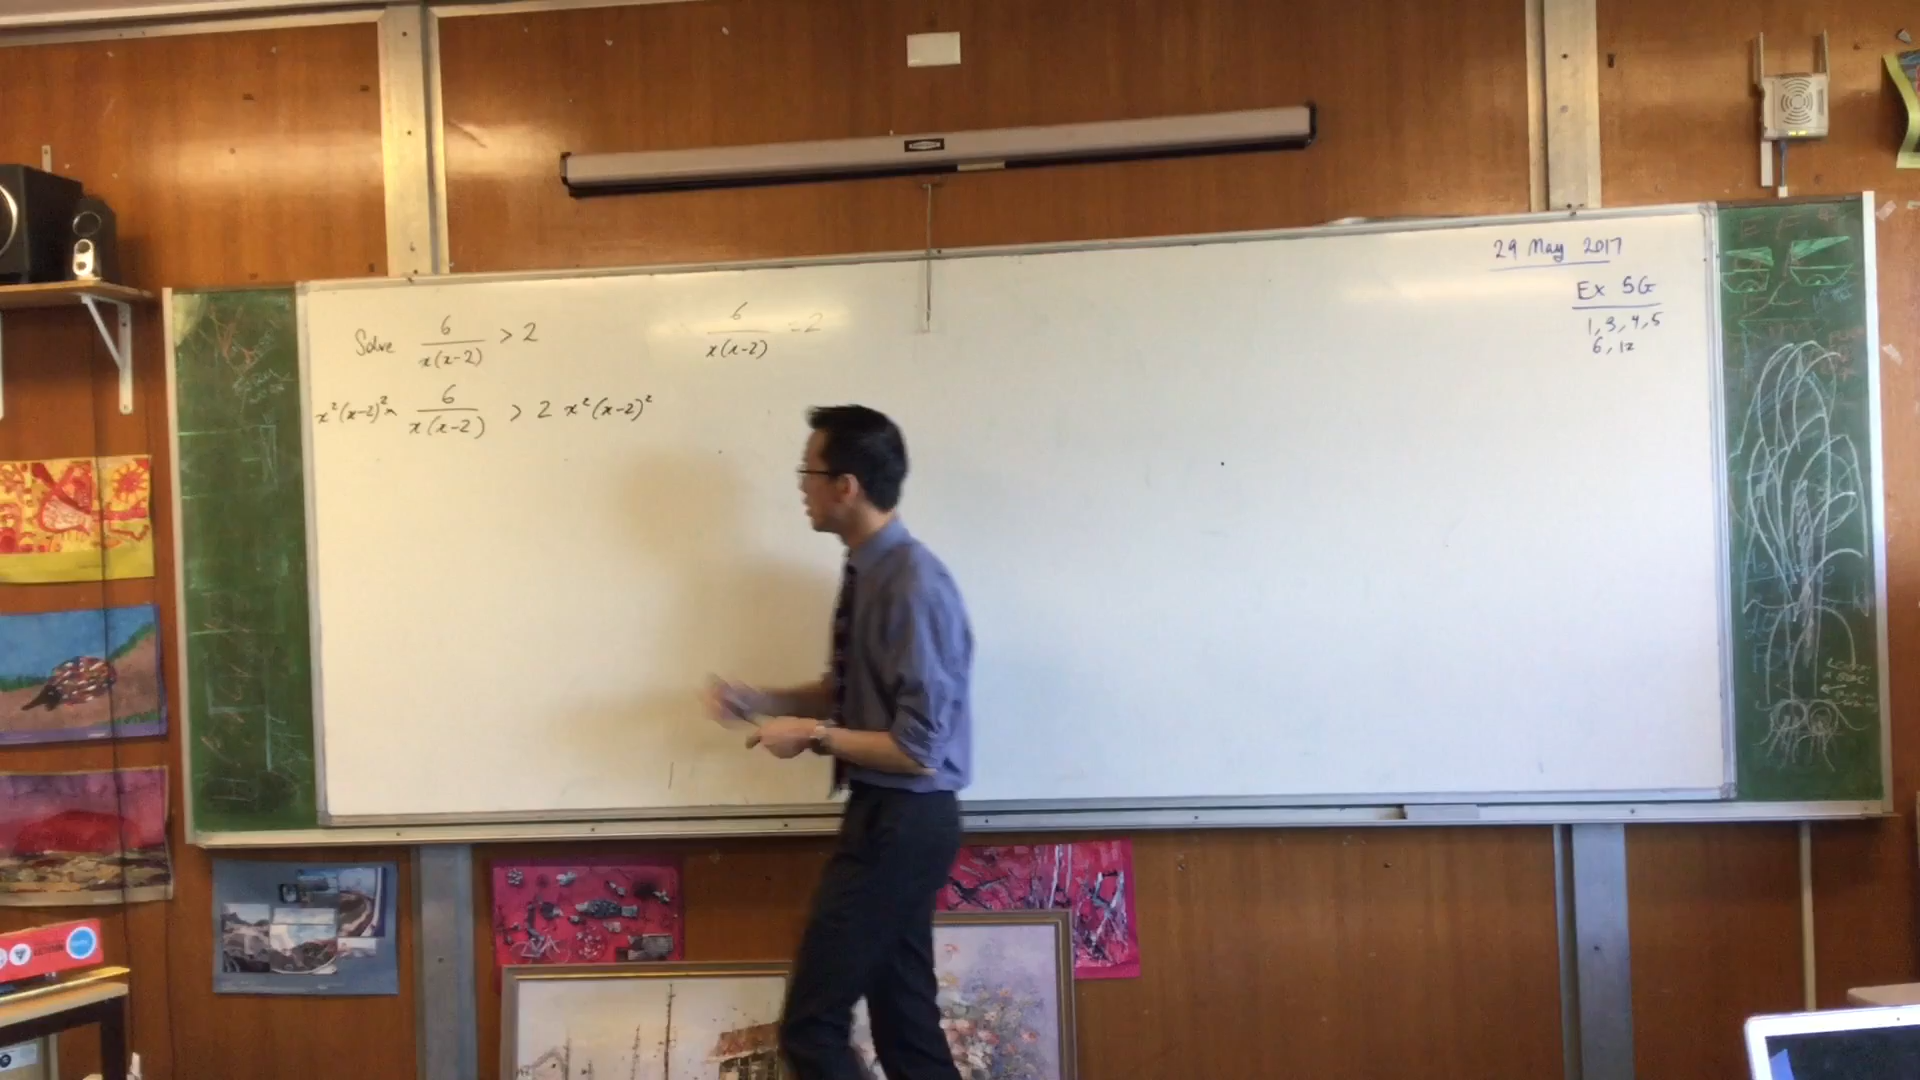 Solve 6/x(x-2) > 2
6/x(x-2) = 2
x²(x-2)² × 6/x(x-2) > 2 x²(x-2)²
29 May 2017
Ex 5G
1, 3, 4, 5
6, 12